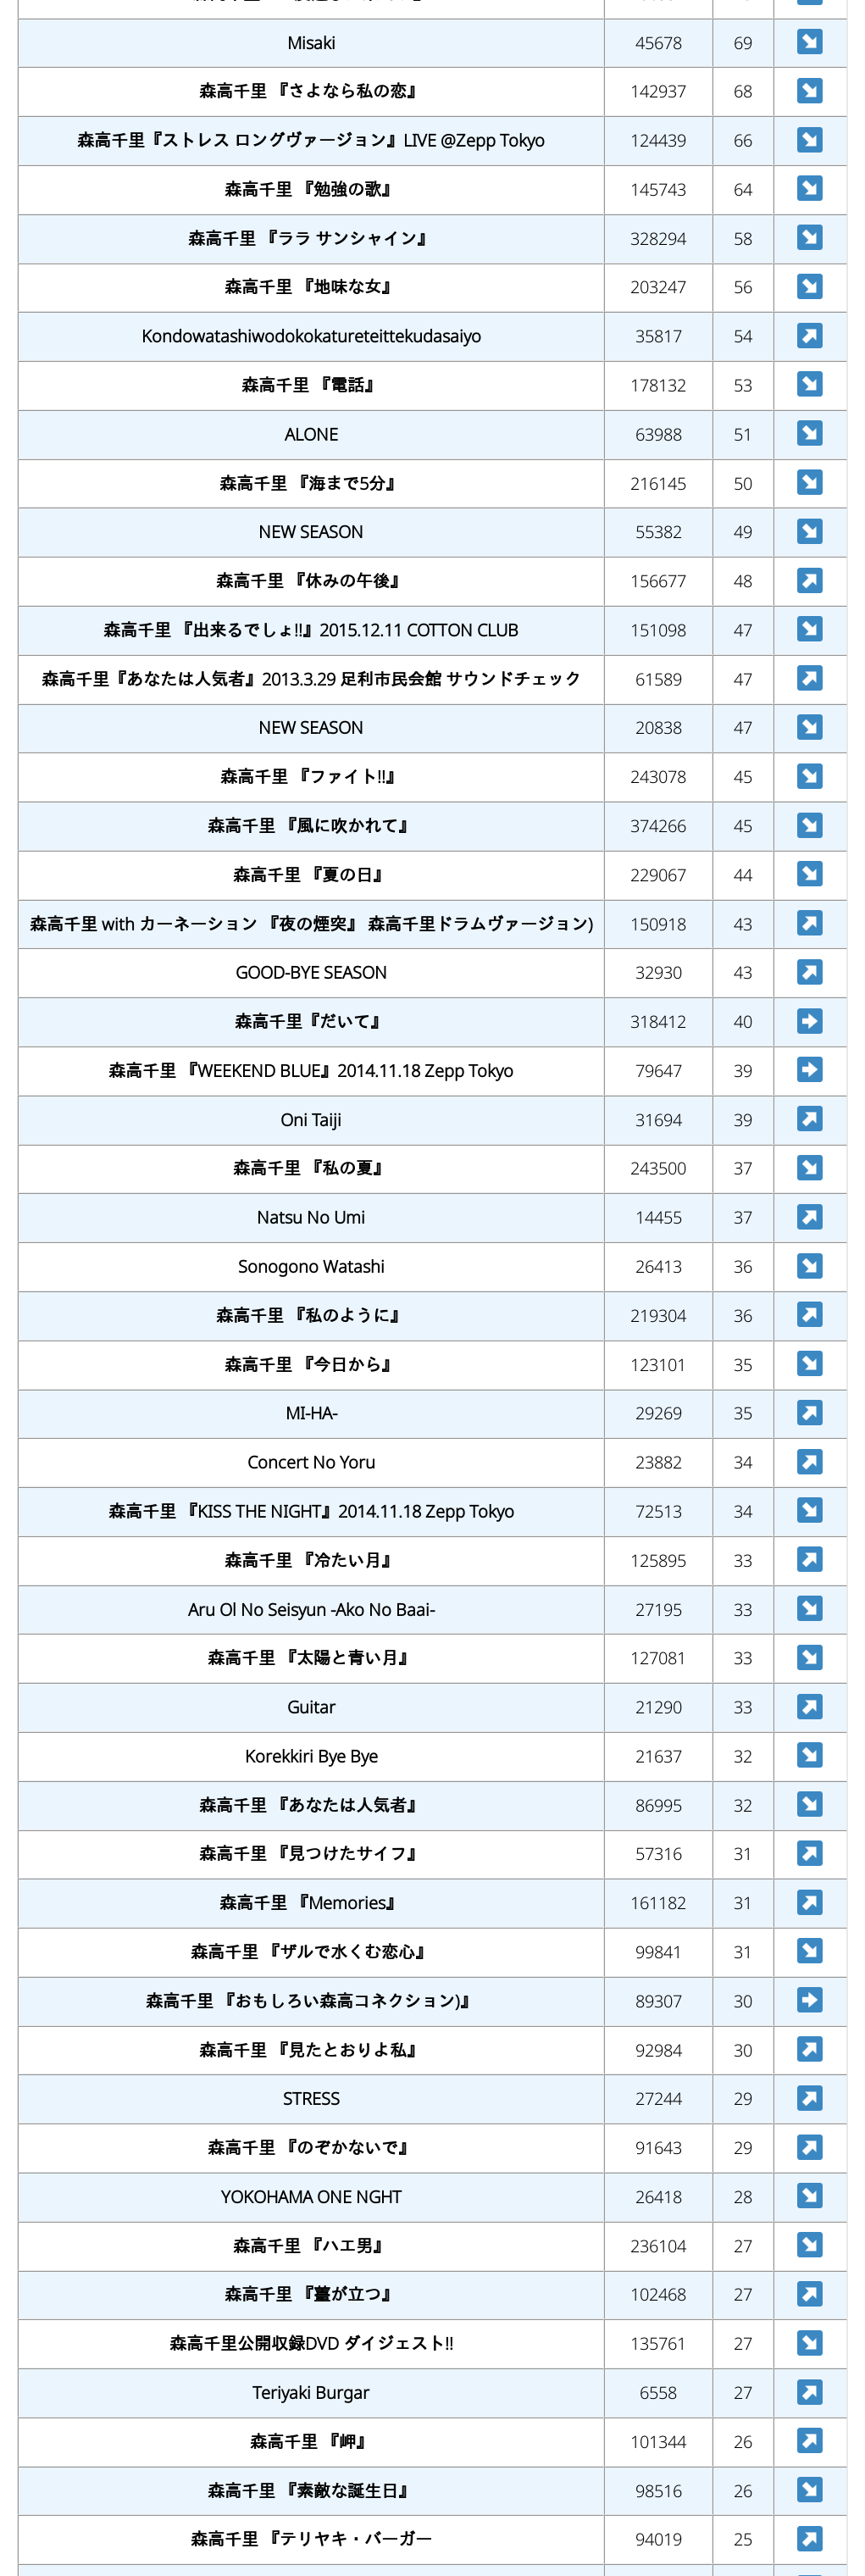 Misaki 45678 69
森高千里 『さよなら私の恋』 142937 68
森高千里『ストレス ロングヴァージョン』LIVE @Zepp Tokyo 124439 66
森高千里 『勉強の歌』 145743 64
森高千里 『ララ サンシャイン』 328294 58
森高千里 『地味な女』 203247 56
Kondowatashiwodokokatureteittekudasaiyo 35817 54
森高千里 『電話』 178132 53
ALONE 63988 51
森高千里 『海まで5分』 216145 50
NEW SEASON 55382 49
森高千里 『休みの午後』 156677 48
森高千里 『出来るでしょ!!』2015.12.11 COTTON CLUB 151098 47
森高千里『あなたは人気者』2013.3.29 足利市民会館 サウンドチェック 61589 47
NEW SEASON 20838 47
森高千里 『ファイト!!』 243078 45
森高千里 『風に吹かれて』 374266 45
森高千里 『夏の日』 229067 44
森高千里 with カーネーション 『夜の煙突』 森高千里ドラムヴァージョン) 150918 43
GOOD-BYE SEASON 32930 43
森高千里『だいて』 318412 40
森高千里 『WEEKEND BLUE』2014.11.18 Zepp Tokyo 79647 39
Oni Taiji 31694 39
森高千里 『私の夏』 243500 37
Natsu No Umi 14455 37
Sonogono Watashi 26413 36
森高千里 『私のように』 219304 36
森高千里 『今日から』 123101 35
MI-HA- 29269 35
Concert No Yoru 23882 34
森高千里 『KISS THE NIGHT』2014.11.18 Zepp Tokyo 72513 34
森高千里 『冷たい月』 125895 33
Aru Ol No Seisyun -Ako No Baai- 27195 33
森高千里 『太陽と青い月』 127081 33
Guitar 21290 33
Korekkiri Bye Bye 21637 32
森高千里 『あなたは人気者』 86995 32
森高千里 『見つけたサイフ』 57316 31
森高千里 『Memories』 161182 31
森高千里 『ザルで水くむ恋心』 99841 31
森高千里 『おもしろい森高コネクション)』 89307 30
森高千里 『見たとおりよ私』 92984 30
STRESS 27244 29
森高千里 『のぞかないで』 91643 29
YOKOHAMA ONE NGHT 26418 28
森高千里 『ハエ男』 236104 27
森高千里 『薹が立つ』 102468 27
森高千里公開収録DVD ダイジェスト!! 135761 27
Teriyaki Burgar 6558 27
森高千里 『岬』 101344 26
森高千里 『素敵な誕生日』 98516 26
森高千里 『テリヤキ・バーガー 94019 25